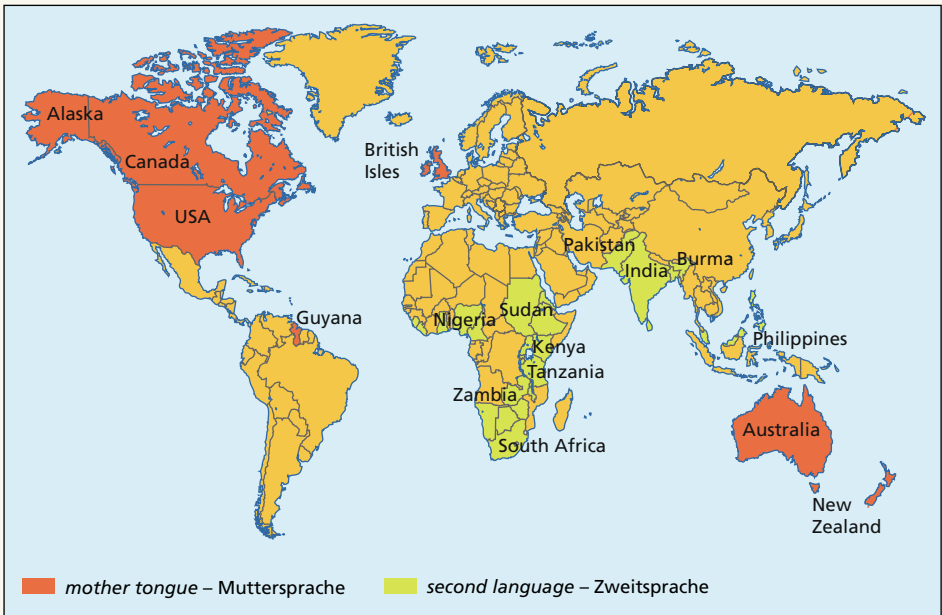 Alaska
Canada
USA
British
Isles
Pakistan
Burma
India
Guyana
Nigeria
Sudan
Philippines
Kenya
Tanzania
Zambia
South Africa
Australia
New
Zealand
mother tongue – Muttersprache
second language – Zweitsprache